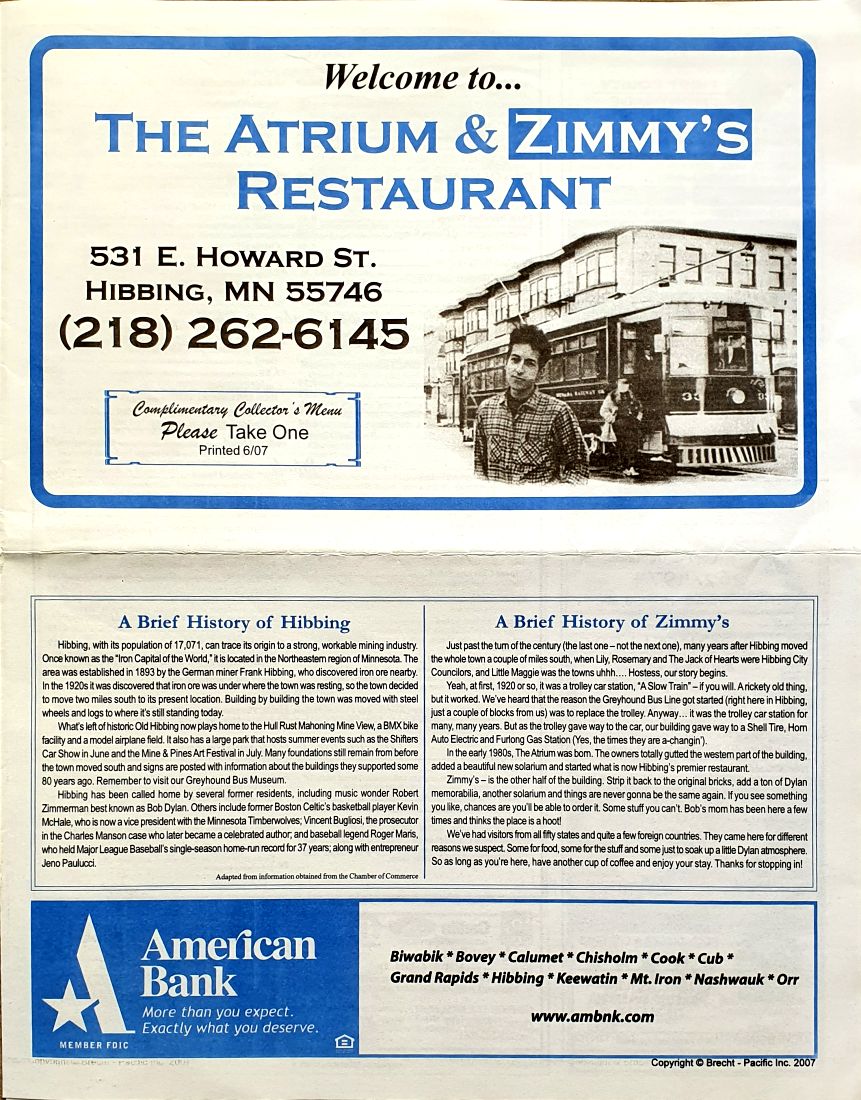 Welcome to...
THE ATRIUM & ZIMMY'S
RESTAURANT
531 E. HOWARD ST.
HIBBING, MN 55746
(218) 262-6145
Complimentary Collector's Menu
Please Take One
Printed 6/07
A Brief History of Hibbing
Hibbing, with its population of 17,071, can trace its origin to a strong, workable mining industry.
Once known as the "Iron Capital of the World," it is located in the Northeastern region of Minnesota. The
area was established in 1893 by the German miner Frank Hibbing, who discovered iron ore nearby.
In the 1920s it was discovered that iron ore was under where the town was resting, so the town decided
to move two miles south to its present location. Building by building the town was moved with steel
wheels and logs to where it's still standing today.
What's left of historic Old Hibbing now plays home to the Hull Rust Mahoning Mine View, a BMX bike
facility and a model airplane field. It also has a large park that hosts summer events such as the Shifters
Car Show in June and the Mine & Pines Art Festival in July. Many foundations still remain from before
the town moved south and signs are posted with information about the buildings they supported some
80 years ago. Remember to visit our Greyhound Bus Museum.
Hibbing has been called home by several former residents, including music wonder Robert
Zimmerman best known as Bob Dylan. Others include former Boston Celtic's basketball player Kevin
McHale, who is now a vice president with the Minnesota Timberwolves; Vincent Bugliosi, the prosecutor
in the Charles Manson case who later became a celebrated author; and baseball legend Roger Maris,
who held Major League Baseball's single-season home-run record for 37 years; along with entrepreneur
Jeno Paulucci.
Adapted from information obtained from the Chamber of Commerce
A Brief History of Zimmy's
Just past the turn of the century (the last one – not the next one), many years after Hibbing moved
the whole town a couple of miles south, when Lily, Rosemary and The Jack of Hearts were Hibbing City
Councilors, and Little Maggie was the towns uhhh.... Hostess, our story begins.
Yeah, at first, 1920 or so, it was a trolley car station, "A Slow Train" – if you will. A rickety old thing,
but it worked. We've heard that the reason the Greyhound Bus Line got started (right here in Hibbing,
just a couple of blocks from us) was to replace the trolley. Anyway... it was the trolley car station for
many, many years. But as the trolley gave way to the car, our building gave way to a Shell Tire, Horn
Auto Electric and Furlong Gas Station (Yes, the times they are a-changin').
In the early 1980s, The Atrium was born. The owners totally gutted the western part of the building,
added a beautiful new solarium and started what is now Hibbing's premier restaurant.
Zimmy's – is the other half of the building. Strip it back to the original bricks, add a ton of Dylan
memorabilia, another solarium and things are never gonna be the same again. If you see something
you like, chances are you'll be able to order it. Some stuff you can't. Bob's mom has been here a few
times and thinks the place is a hoot!
We've had visitors from all fifty states and quite a few foreign countries. They came here for different
reasons we suspect. Some for food, some for the stuff and some just to soak up a little Dylan atmosphere.
So as long as you're here, have another cup of coffee and enjoy your stay. Thanks for stopping in!
American
Bank
More than you expect.
Exactly what you deserve.
MEMBER FDIC
Biwabik * Bovey * Calumet * Chisholm * Cook * Cub *
Grand Rapids * Hibbing * Keewatin * Mt. Iron * Nashwauk * Orr
www.ambnk.com
Copyright © Brecht - Pacific Inc. 2007